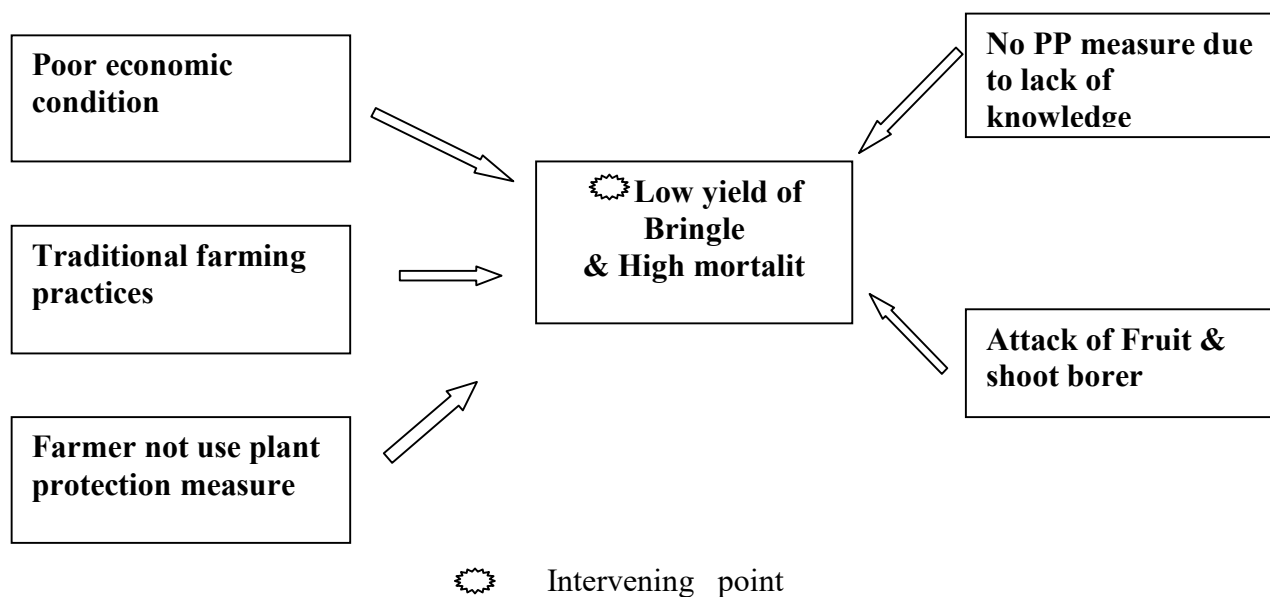 Poor economic
condition
No PP measure due
to lack of
knowledge
Low yield of
Bringle
& High mortalit
Traditional farming
practices
Attack of Fruit &
shoot borer
Farmer not use plant
protection measure
Intervening point